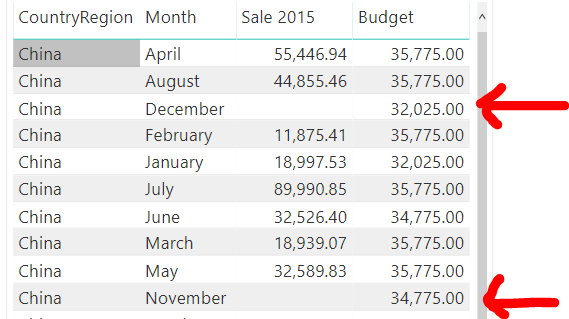 CountryRegion Month Sale 2015 Budget
China April 55,446.94 35,775.00
China August 44,855.46 35,775.00
China December 32,025.00
China February 11,875.41 35,775.00
China January 18,997.53 32,025.00
China July 89,990.85 35,775.00
China June 32,526.40 34,775.00
China March 18,939.07 35,775.00
China May 32,589.83 35,775.00
China November 34,775.00